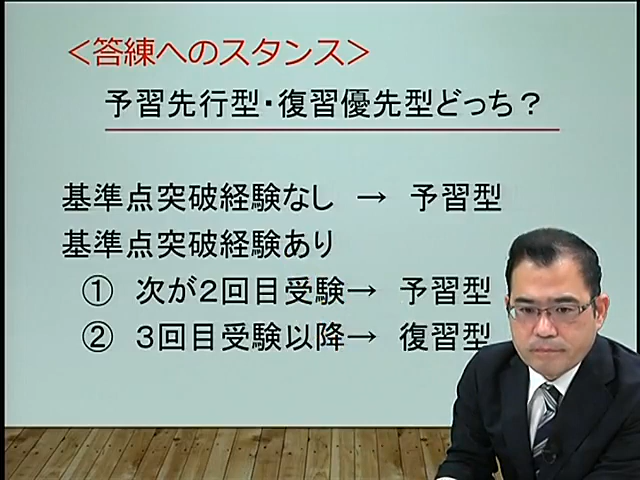 ＜答練へのスタンス＞
予習先行型・復習優先型どっち？
基準点突破経験なし → 予習型
基準点突破経験あり
① 次が２回目受験→ 予習型
② ３回目受験以降→ 復習型